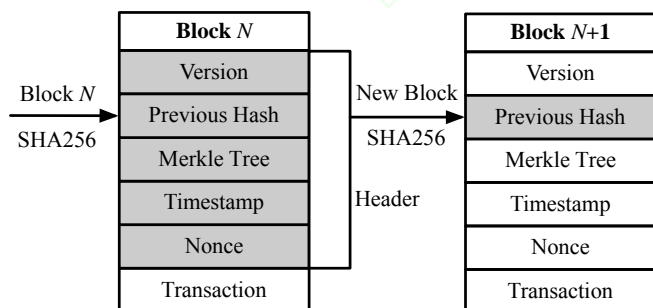 Block N
SHA256
Block N
Version
Previous Hash
Merkle Tree
Timestamp
Nonce
Transaction
Header
New Block
SHA256
Block N+1
Version
Previous Hash
Merkle Tree
Timestamp
Nonce
Transaction